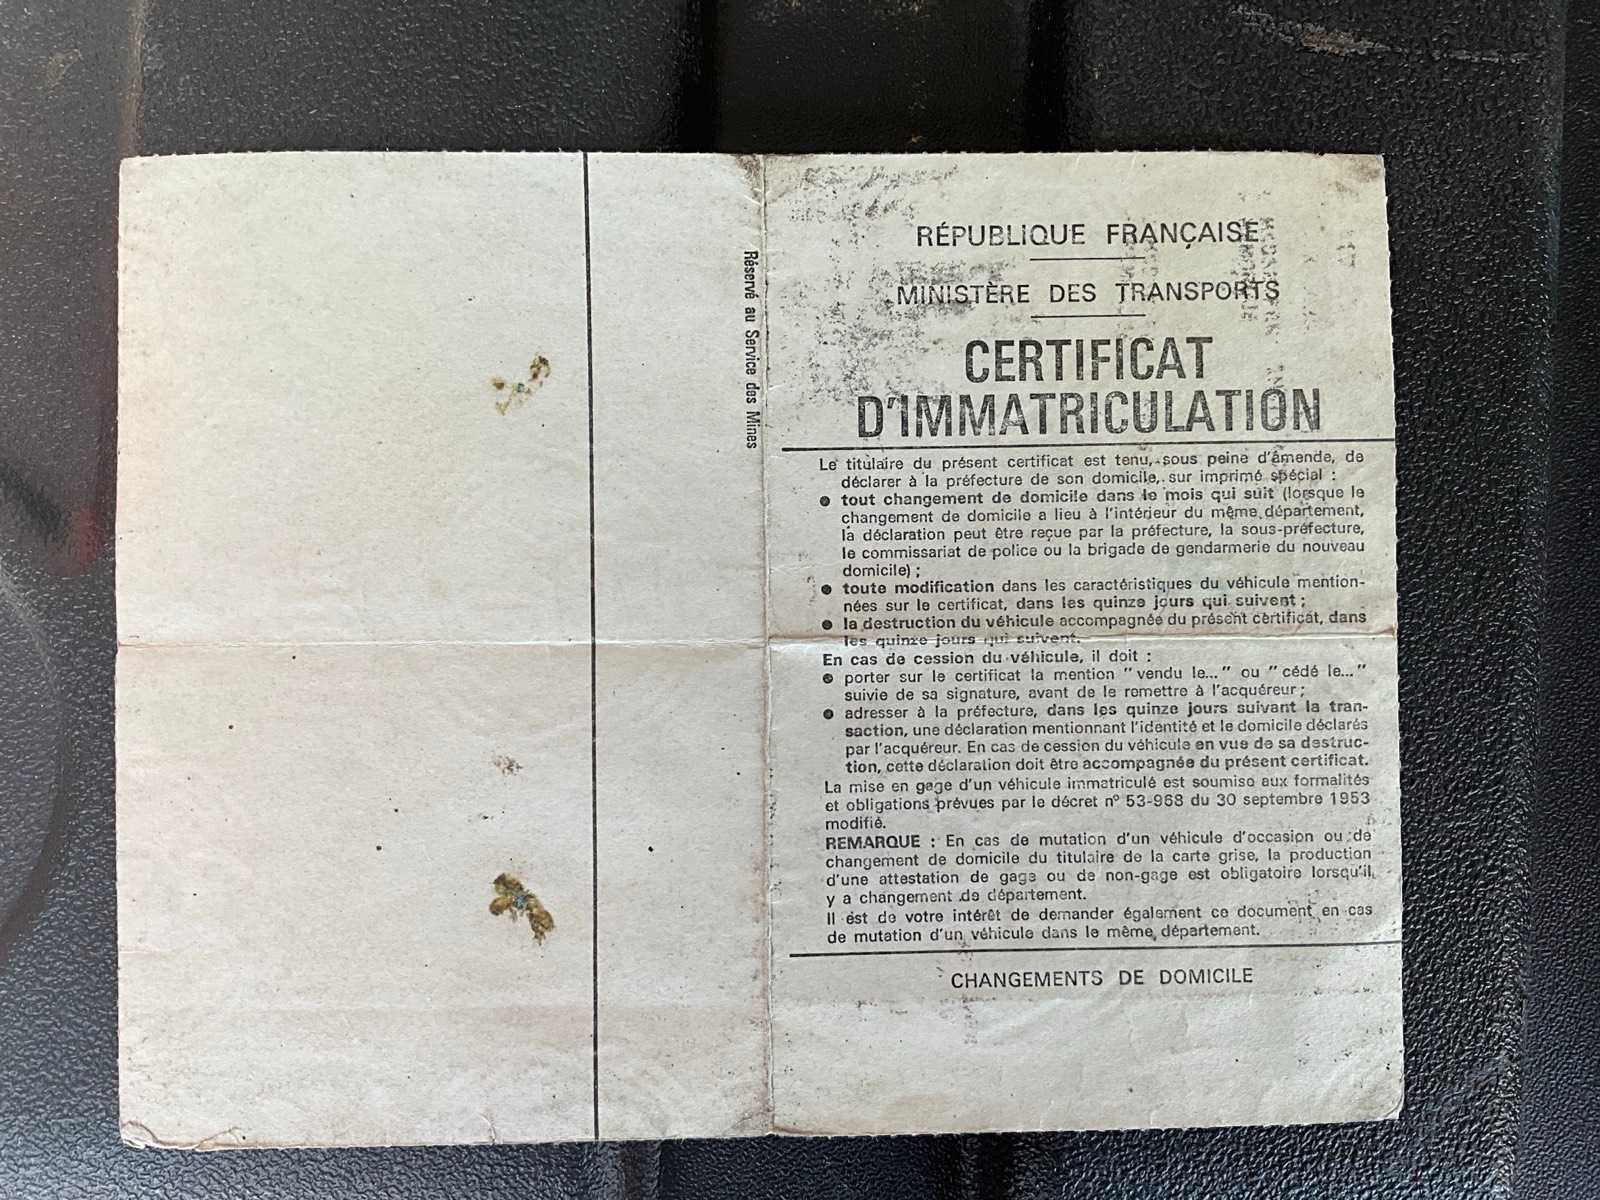 Réservé au Service des Mines
RÉPUBLIQUE FRANÇAISE
MINISTÈRE DES TRANSPORTS
CERTIFICAT
D'IMMATRICULATION
Le titulaire du présent certificat est tenu, sous peine d'amende, de
déclarer à la préfecture de son domicile, sur imprimé spécial :
● tout changement de domicile dans le mois qui suit (lorsque le
changement de domicile a lieu à l'intérieur du même département,
la déclaration peut être reçue par la préfecture, la sous-préfecture,
le commissariat de police ou la brigade de gendarmerie du nouveau
domicile) ;
● toute modification dans les caractéristiques du véhicule mention-
nées sur le certificat, dans les quinze jours qui suivent ;
● la destruction du véhicule accompagnée du présent certificat, dans
les quinze jours qui suivent.
En cas de cession du véhicule, il doit :
● porter sur le certificat la mention "vendu le..." ou "cédé le..."
suivie de sa signature, avant de le remettre à l'acquéreur ;
● adresser à la préfecture, dans les quinze jours suivant la tran-
saction, une déclaration mentionnant l'identité et le domicile déclarés
par l'acquéreur. En cas de cession du véhicule en vue de sa destruc-
tion, cette déclaration doit être accompagnée du présent certificat.
La mise en gage d'un véhicule immatriculé est soumise aux formalités
et obligations prévues par le décret n° 53-968 du 30 septembre 1953
modifié.
REMARQUE : En cas de mutation d'un véhicule d'occasion ou de
changement de domicile du titulaire de la carte grise, la production
d'une attestation de gage ou de non-gage est obligatoire lorsqu'il
y a changement de département.
Il est de votre intérêt de demander également ce document en cas
de mutation d'un véhicule dans le même département.
CHANGEMENTS DE DOMICILE